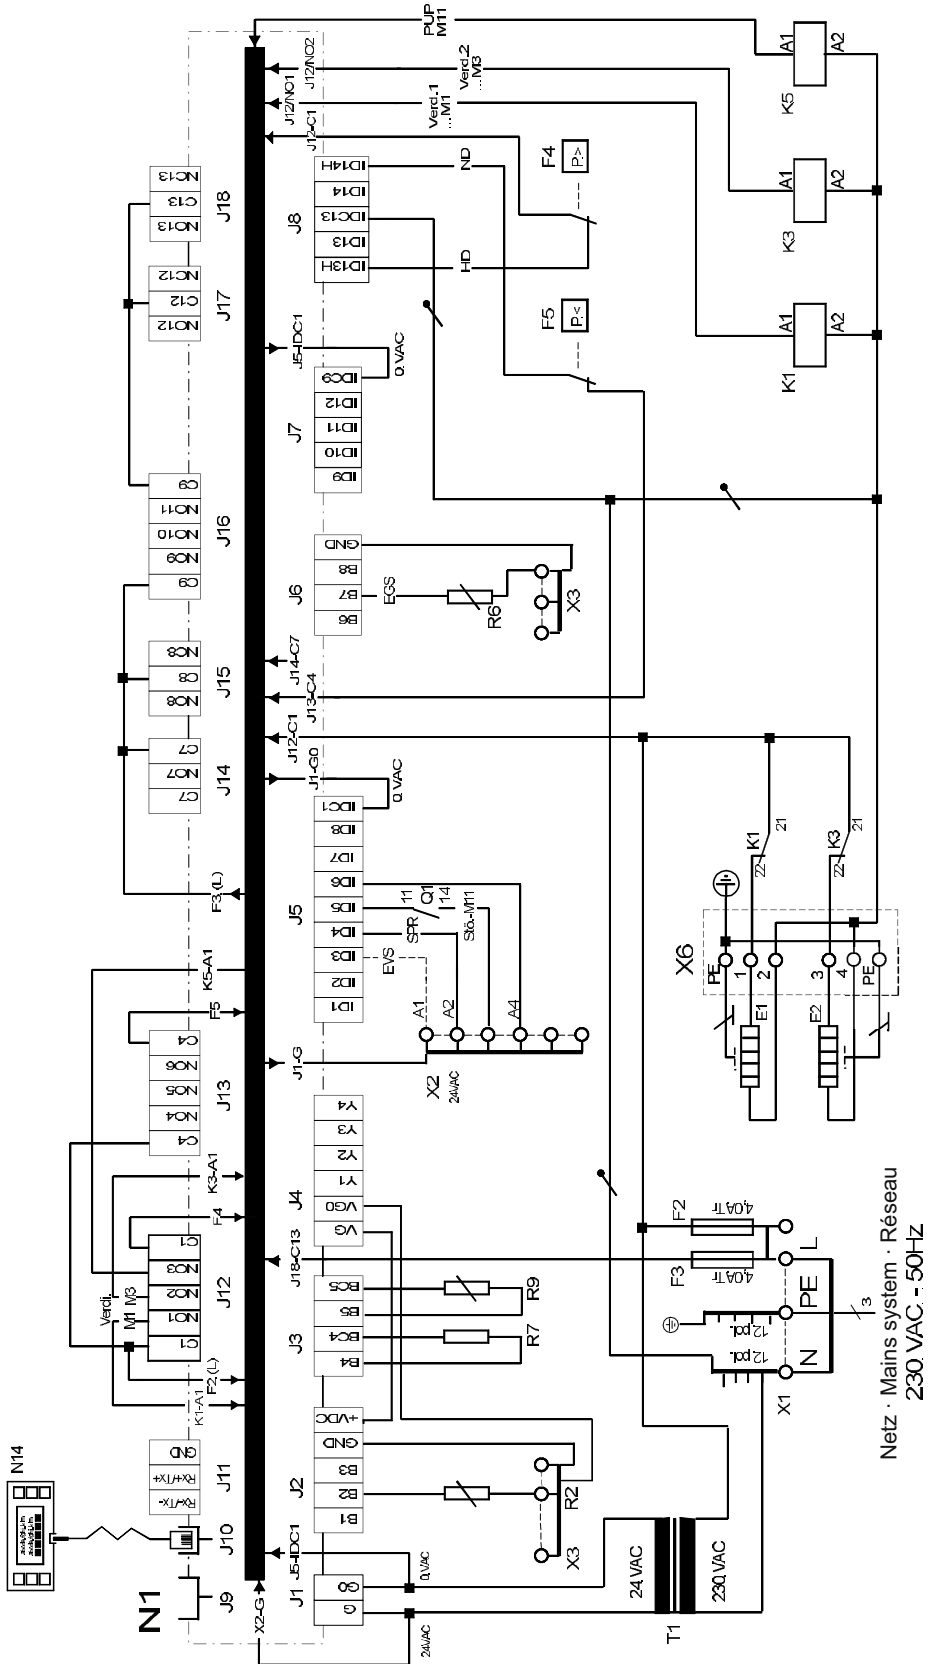 N14
N1
J9
J10
J11
Rx-/Tx-
Rx+/Tx+
GND
K1-A1
F2 (L)
Verdi.
M1 M3
J12
C1
NO1
NO2
NO3
C1
F4
K3-A1
J13
C4
NO4
NO5
NO6
C4
F5
K5-A1
F3 (L)
J14
C7
NO7
C7
J15
NO8
C8
NC8
J16
C9
NO9
NO10
NO11
C9
J17
NO12
C12
NC12
J18
NO13
C13
NC13
X2-G
J1
G
G0
24VAC
0 VAC
J5-IDC1
J2
B1
B2
B3
GND
+VDC
J3
B4
BC4
B5
BC5
J18-C13
J4
VG
VG0
Y1
Y2
Y3
Y4
J1-G
J5
ID1
ID2
ID3
ID4
ID5
ID6
ID7
ID8
IDC1
J1-G0
0 VAC
J12-C1
J13-C4
J14-C7
J6
B6
B7
B8
GND
EGS
J7
ID9
ID10
ID11
ID12
IDC9
0 VAC
J5-IDC1
J8
ID13H
ID13
IDC13
ID14
ID14H
HD
ND
J12-C1
J12/NO1
J12/NO2
Verd.1
...M1
Verd.2
...M3
PUP
M11
R2
X3
R7
R9
X2
24VAC
A1
A2
A4
EVS
SPR
11
Q1
14
Stö.-M11
R6
X3
F5
P<
F4
P>
K1
A1
A2
K3
A1
A2
K5
A1
A2
T1
24 VAC
230 VAC
X1
N
PE
L
12 pol.
12 pol.
F3
4,0A Tr
F2
4,0A Tr
3
Netz · Mains system · Réseau
230 VAC - 50Hz
X6
PE
1
2
3
4
PE
E1
E2
K1
22
21
K3
22
21